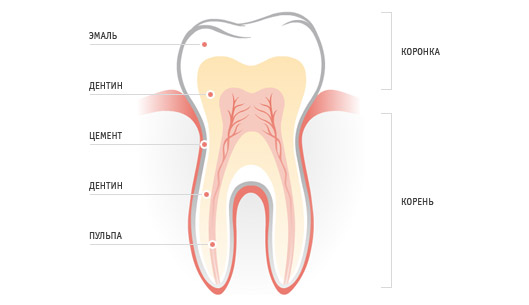 ЭМАЛЬ
ДЕНТИН
ЦЕМЕНТ
ДЕНТИН
ПУЛЬПА
КОРОНКА
КОРЕНЬ